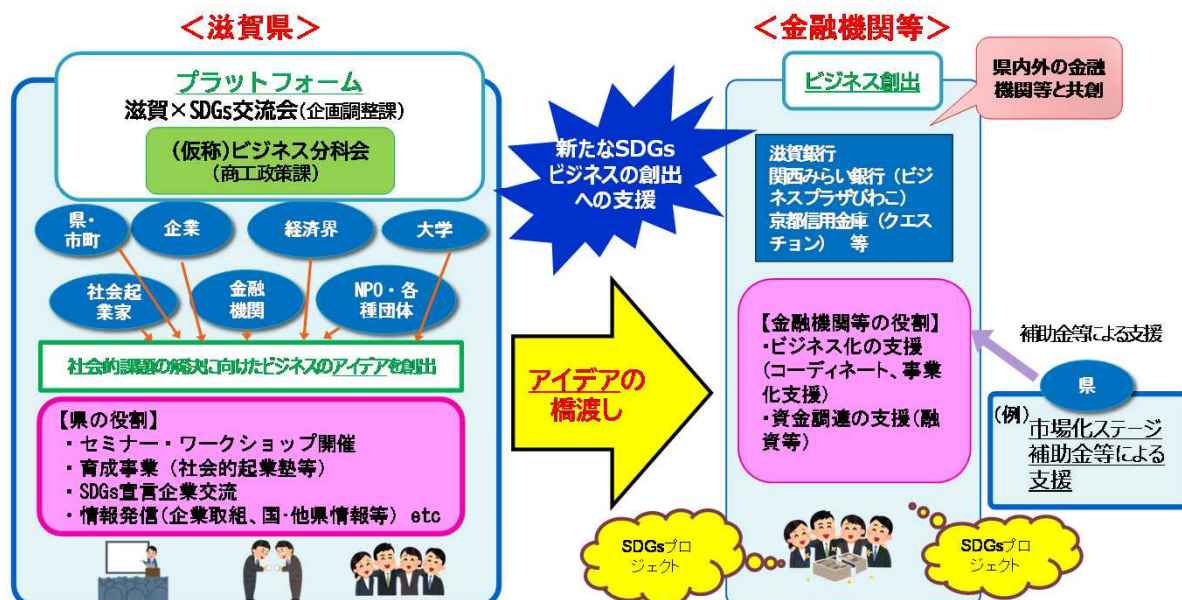 ＜滋賀県＞
プラットフォーム
滋賀×SDGs交流会(企画調整課)
(仮称)ビジネス分科会
(商工政策課)
県・
市町
企業
経済界
大学
社会起
業家
金融
機関
NPO・各
種団体
社会的課題の解決に向けたビジネスのアイデアを創出
【県の役割】
・セミナー・ワークショップ開催
・育成事業（社会的起業塾等）
・SDGs宣言企業交流
・情報発信(企業取組、国・他県情報等) etc
新たなSDGs
ビジネスの創出
への支援
アイデアの
橋渡し
＜金融機関等＞
ビジネス創出
県内外の金融
機関等と共創
滋賀銀行
関西みらい銀行（ビジ
ネスプラザびわこ）
京都信用金庫（クエス
チョン） 等
【金融機関等の役割】
・ビジネス化の支援
(コーディネート、事業
化支援)
・資金調達の支援(融
資等)
補助金等による支援
県
(例)
市場化ステージ
補助金等による
支援
SDGsプロ
ジェクト
SDGsプロ
ジェクト